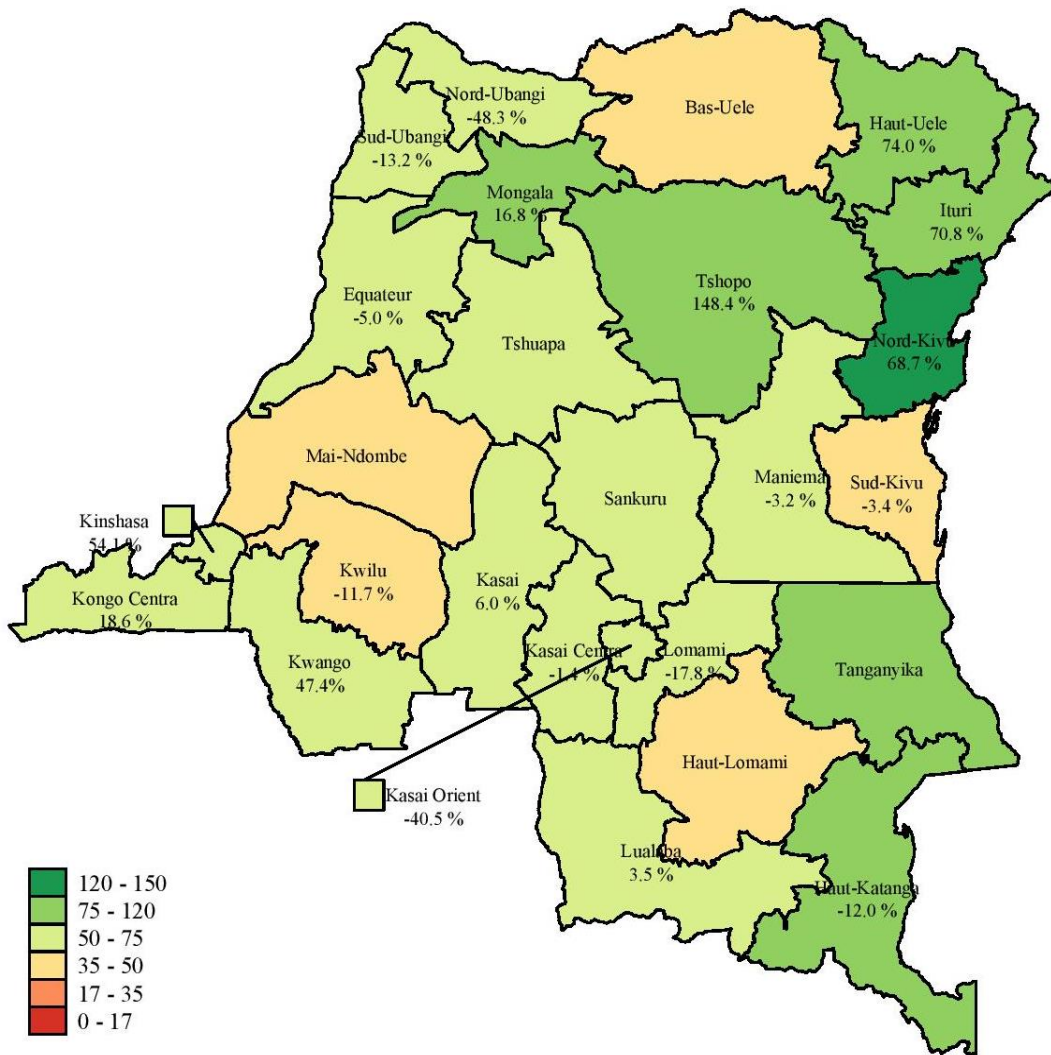 Nord-Ubangi
-48.3 %
Sud-Ubangi
-13.2 %
Bas-Uele
Haut-Uele
74.0 %
Mongala
16.8 %
Ituri
70.8 %
Equateur
-5.0 %
Tshopo
148.4 %
Tshuapa
Nord-Kivu
68.7 %
Mai-Ndombe
Maniema
-3.2 %
Sud-Kivu
-3.4 %
Sankuru
Kinshasa
54.1%
Kwilu
-11.7 %
Kasai
6.0 %
Kongo Centra
18.6 %
Kwango
47.4%
Kasai Centra
-1.4 %
Lomami
-17.8 %
Tanganyika
Haut-Lomami
Kasai Orient
-40.5 %
Lualaba
3.5 %
Haut-Katanga
-12.0 %
120 - 150
75 - 120
50 - 75
35 - 50
17 - 35
0 - 17